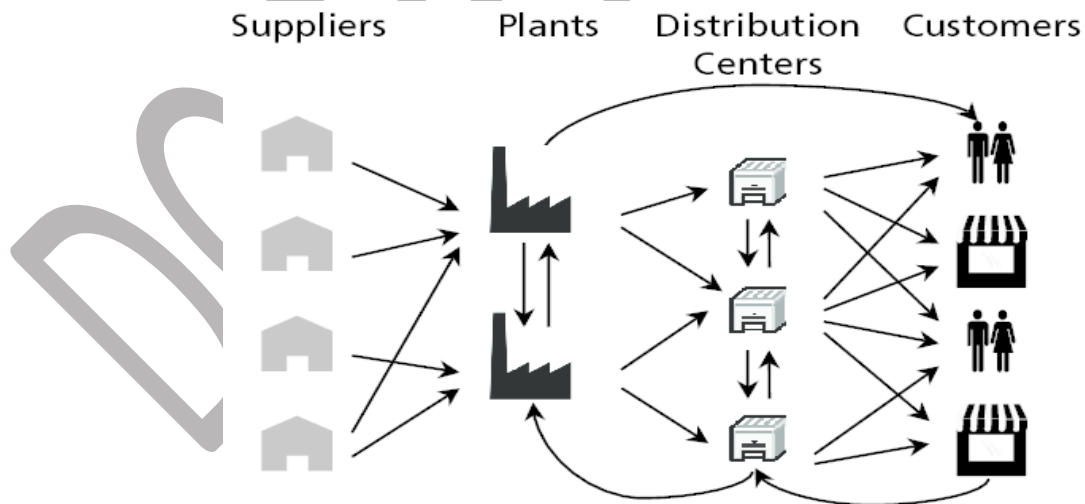 Suppliers
Plants
Distribution
Centers
Customers